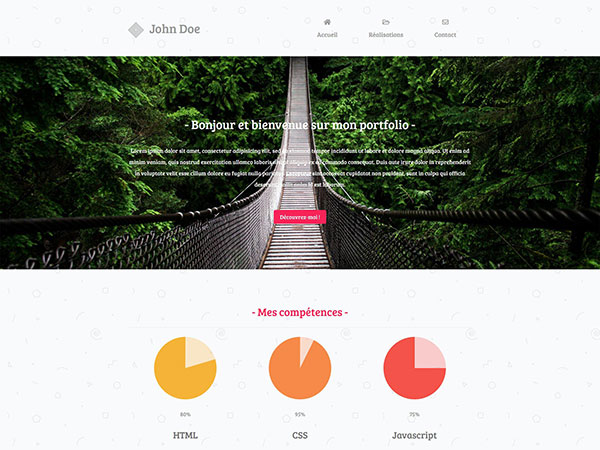 John Doe
Accueil
Réalisations
Contact
- Bonjour et bienvenue sur mon portfolio -
Lorem ipsum dolor sit amet, consectetur adipisicing elit, sed do eiusmod tempor incididunt ut labore et dolore magna aliqua. Ut enim ad
minim veniam, quis nostrud exercitation ullamco laboris nisi ut aliquip ex ea commodo consequat. Duis aute irure dolor in reprehenderit
in voluptate velit esse cillum dolore eu fugiat nulla pariatur. Excepteur sint occaecat cupidatat non proident, sunt in culpa qui officia
deserunt mollit anim id est laborum.
Découvrez-moi !
- Mes compétences -
80%
95%
75%
HTML
CSS
Javascript